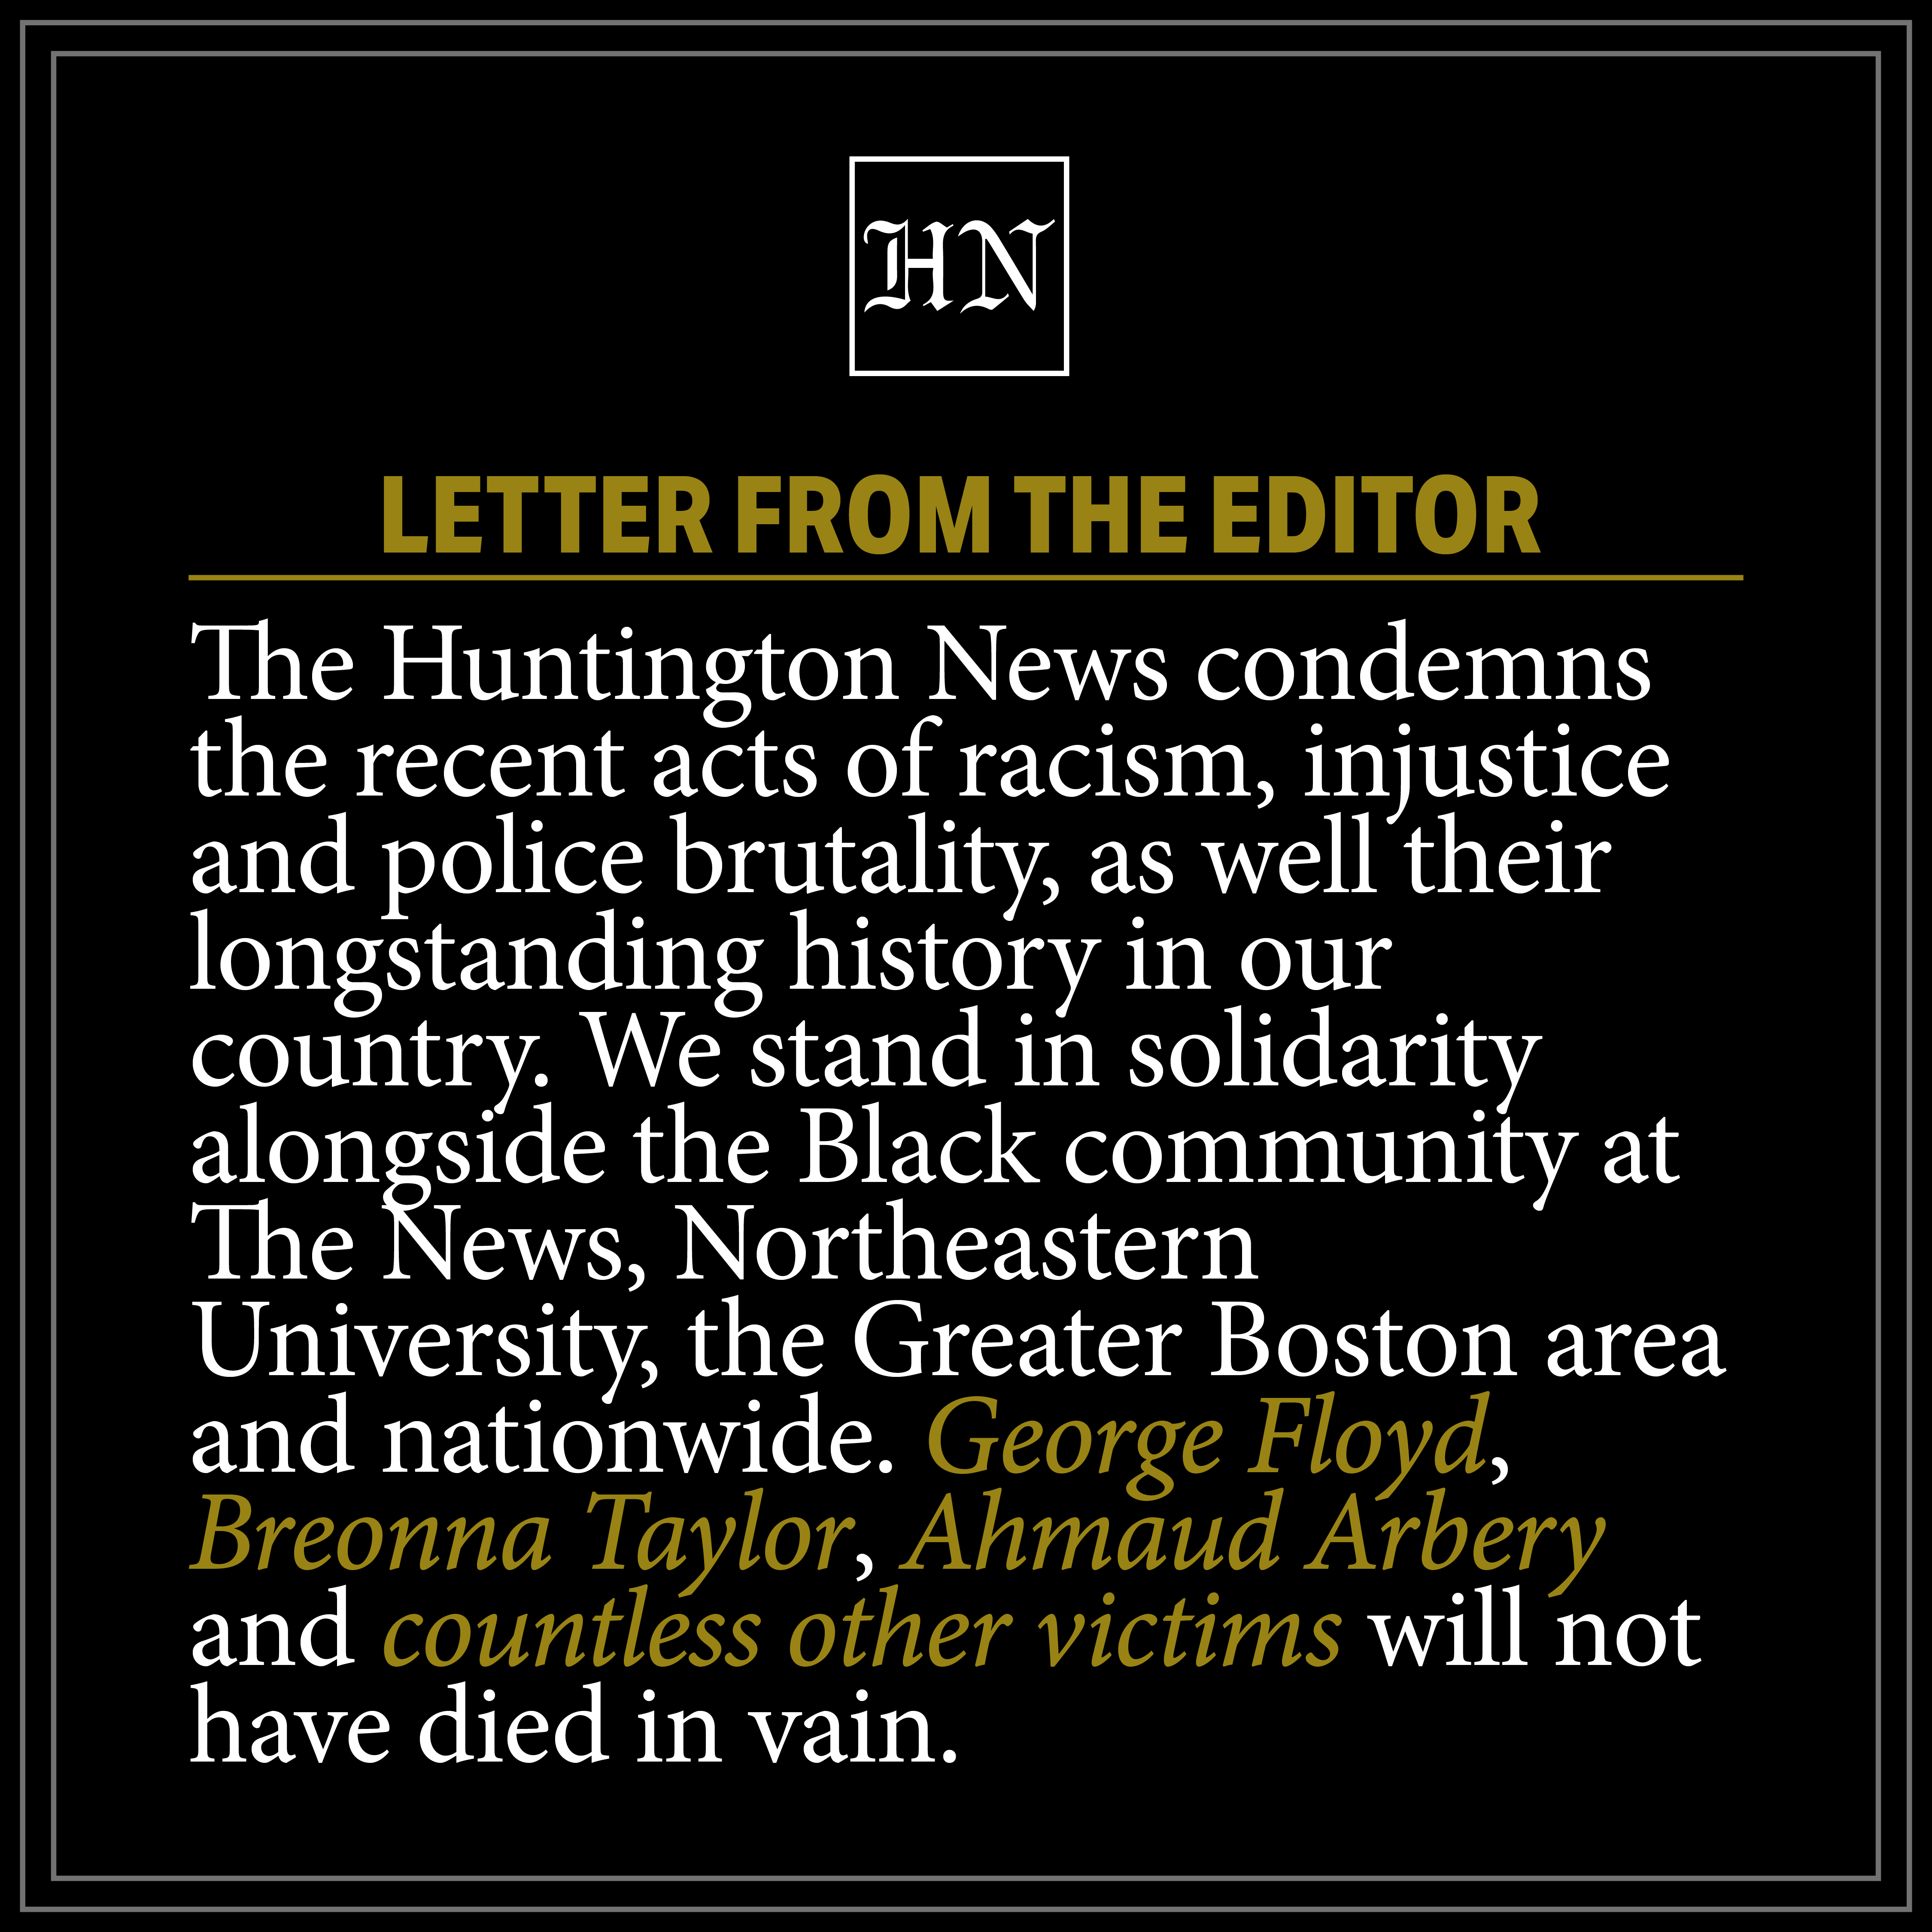 HN
LETTER FROM THE EDITOR
The Huntington News condemns
the recent acts of racism, injustice
and police brutality, as well their
longstanding history in our
country. We stand in solidarity
alongside the Black community at
The News, Northeastern
University, the Greater Boston area
and nationwide. George Floyd,
Breonna Taylor, Ahmaud Arbery
and countless other victims will not
have died in vain.